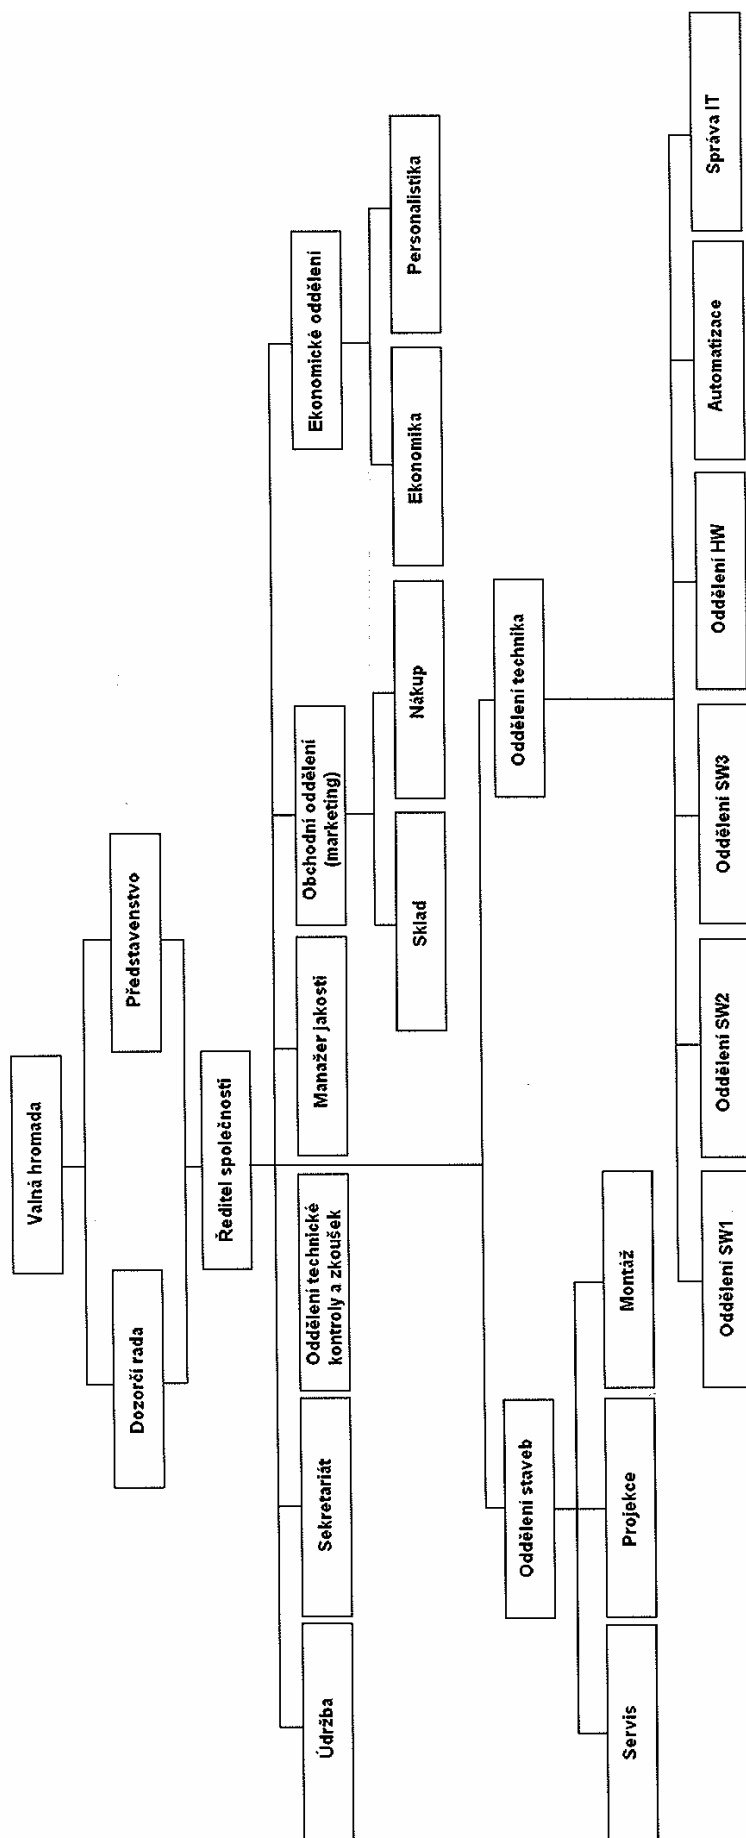 Valná hromada
Dozorčí rada
Představenstvo
Ředitel společnosti
Údržba
Sekretariát
Oddělení technické
kontroly a zkoušek
Manažer jakosti
Obchodní oddělení
(marketing)
Ekonomické oddělení
Sklad
Nákup
Ekonomika
Personalistika
Oddělení staveb
Oddělení technika
Servis
Projekce
Montáž
Oddělení SW1
Oddělení SW2
Oddělení SW3
Oddělení HW
Automatizace
Správa IT